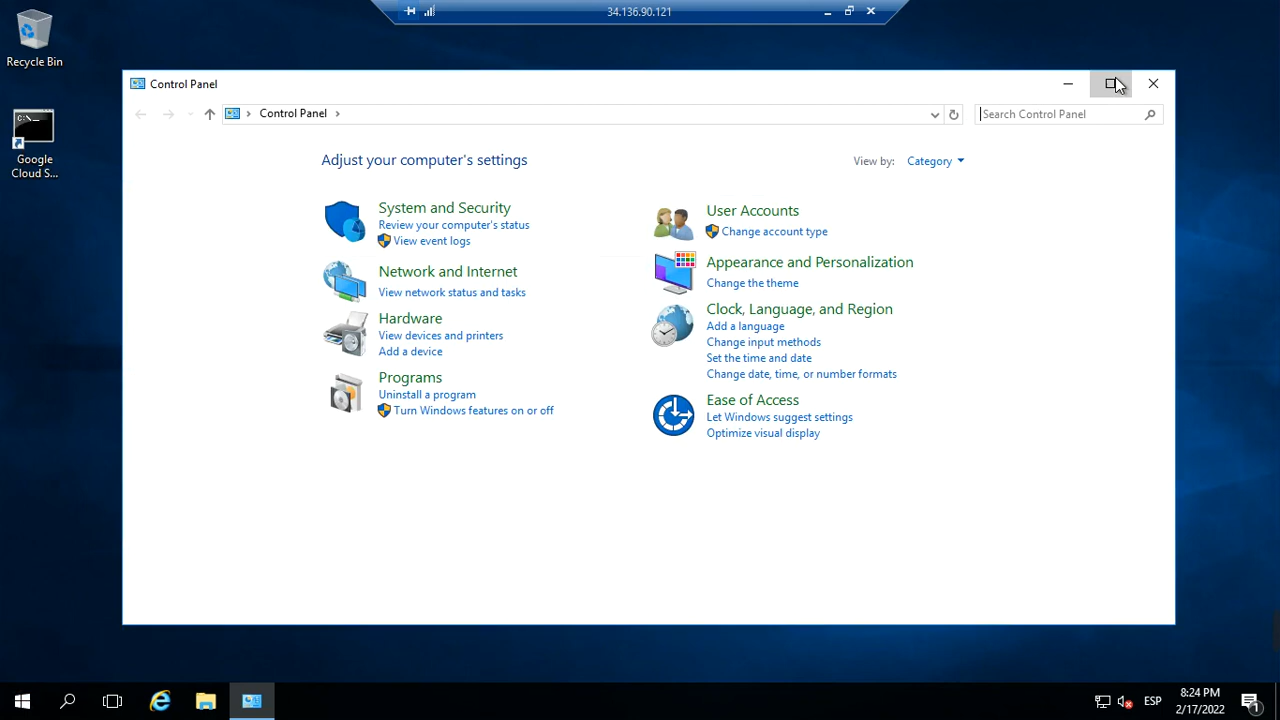 34.136.90.121
Recycle Bin
Google
Cloud S...
Control Panel
Control Panel
Search Control Panel
Adjust your computer's settings
View by: Category
System and Security
Review your computer's status
View event logs
Network and Internet
View network status and tasks
Hardware
View devices and printers
Add a device
Programs
Uninstall a program
Turn Windows features on or off
User Accounts
Change account type
Appearance and Personalization
Change the theme
Clock, Language, and Region
Add a language
Change input methods
Set the time and date
Change date, time, or number formats
Ease of Access
Let Windows suggest settings
Optimize visual display
ESP
8:24 PM
2/17/2022
1